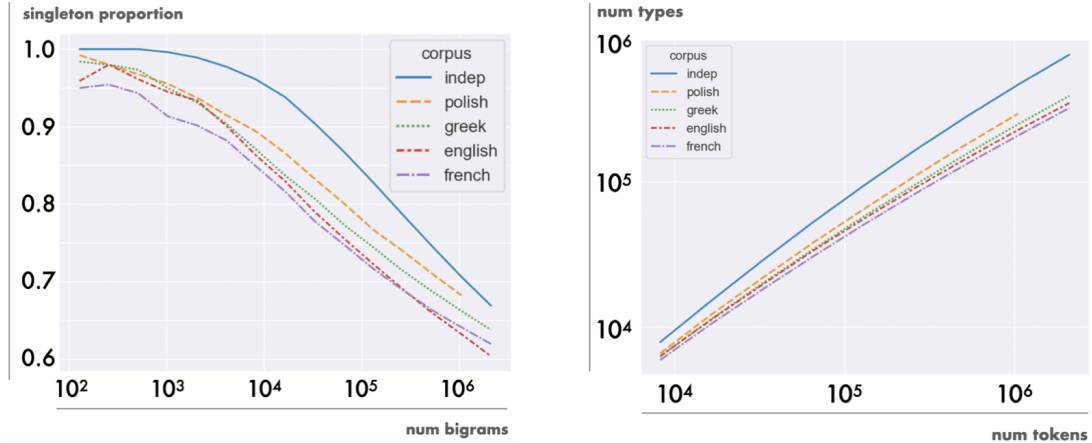 singleton proportion
1.0
0.9
0.8
0.7
0.6
corpus
indep
polish
greek
english
french
10² 10³ 10⁴ 10⁵ 10⁶
num bigrams
num types
10⁶
10⁵
10⁴
corpus
indep
polish
greek
english
french
10⁴ 10⁵ 10⁶
num tokens